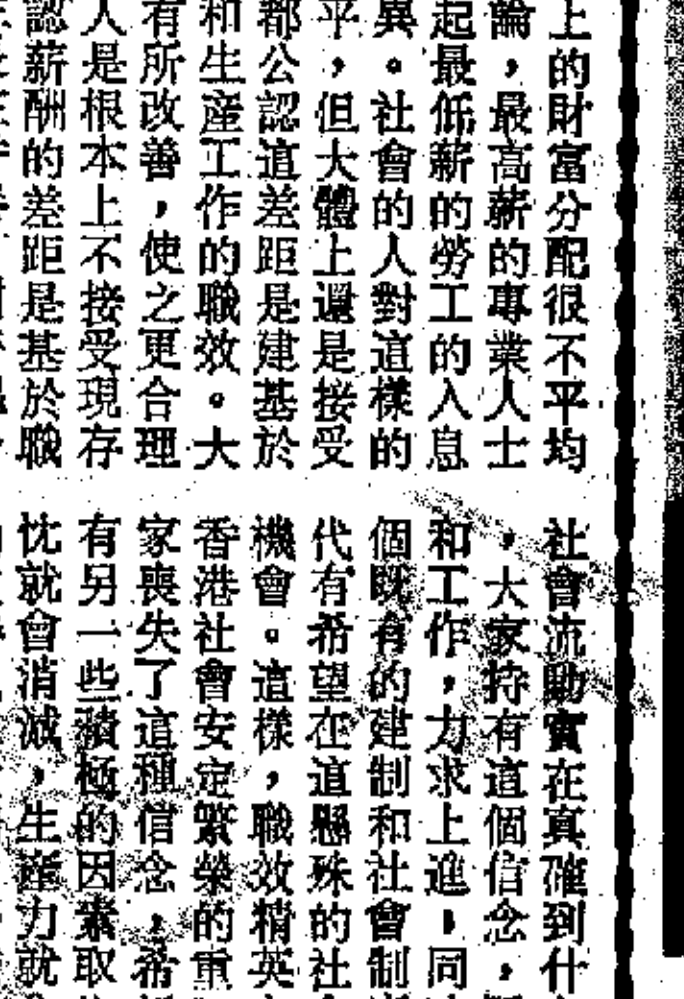 上的財富分配很不平均
論，最高薪的專業人士
起最低薪的勞工的入息
異。社會的人對這樣的
平，但大體上還是接受
都公認這差距是建基於
和生產工作的職效。大
有所改善，使之更合理
人是根本上不接受現存
認薪酬的差距是基於職
社會流動實在真確到什
，大家持有這個信念，
和工作，力求上進，同
個既有的建制和社會制
代有希望在這懸殊的社
機會。這樣，職效精英
香港社會安定繁榮的重
家喪失了這種信念，希
有另一些積極的因素取
忱就會消減，生產力就